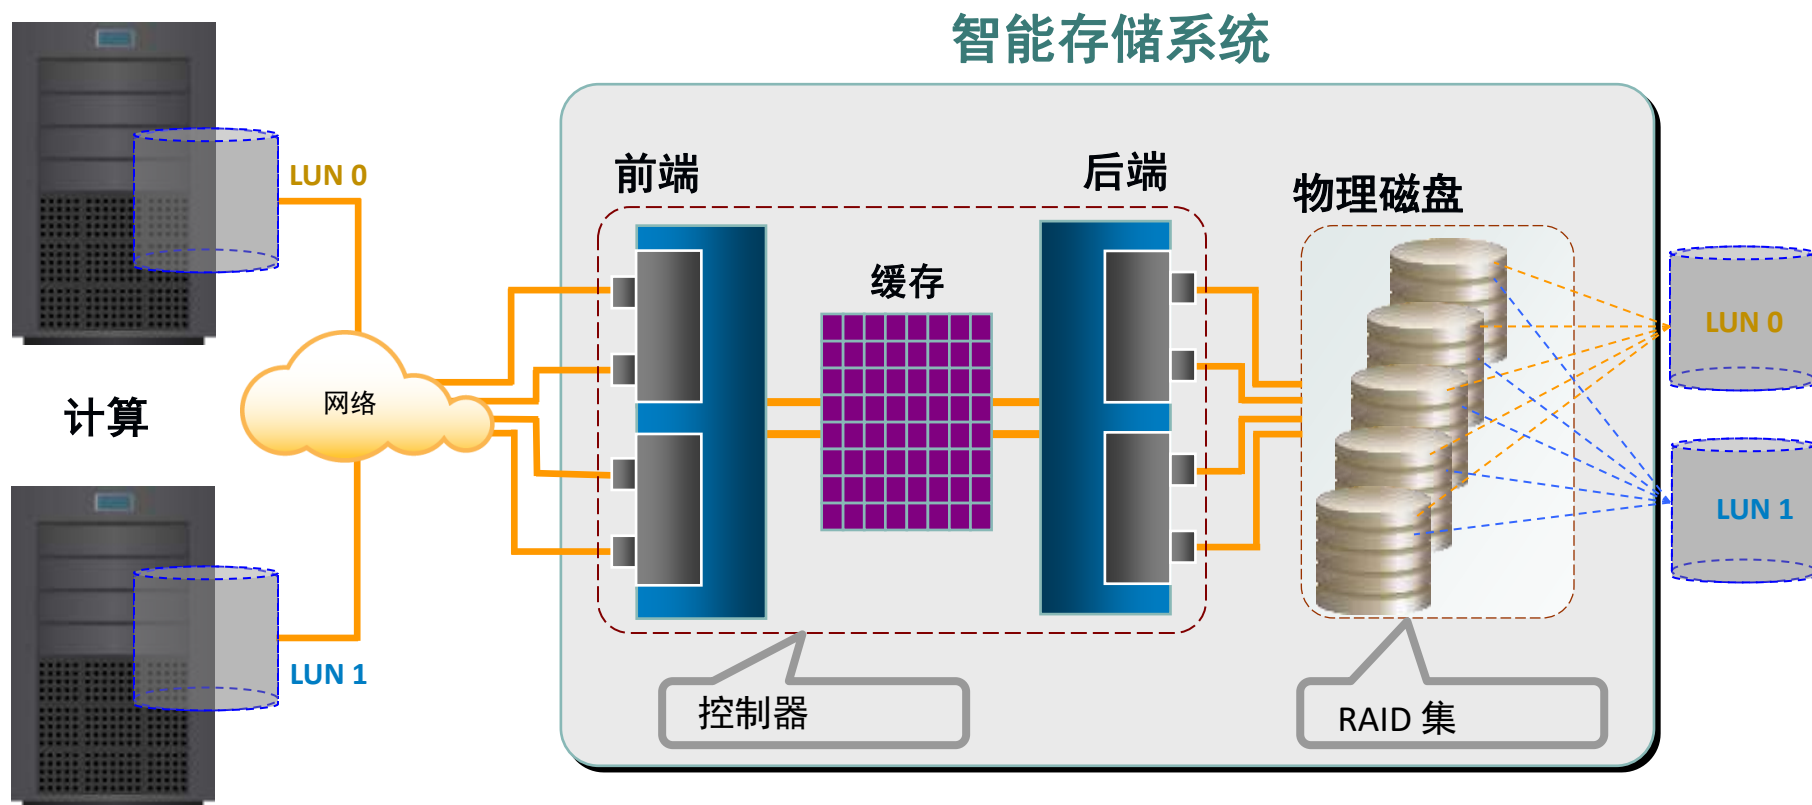 智能存储系统
LUN 0
前端
后端
物理磁盘
缓存
LUN 0
计算
网络
LUN 1
LUN 1
控制器
RAID 集